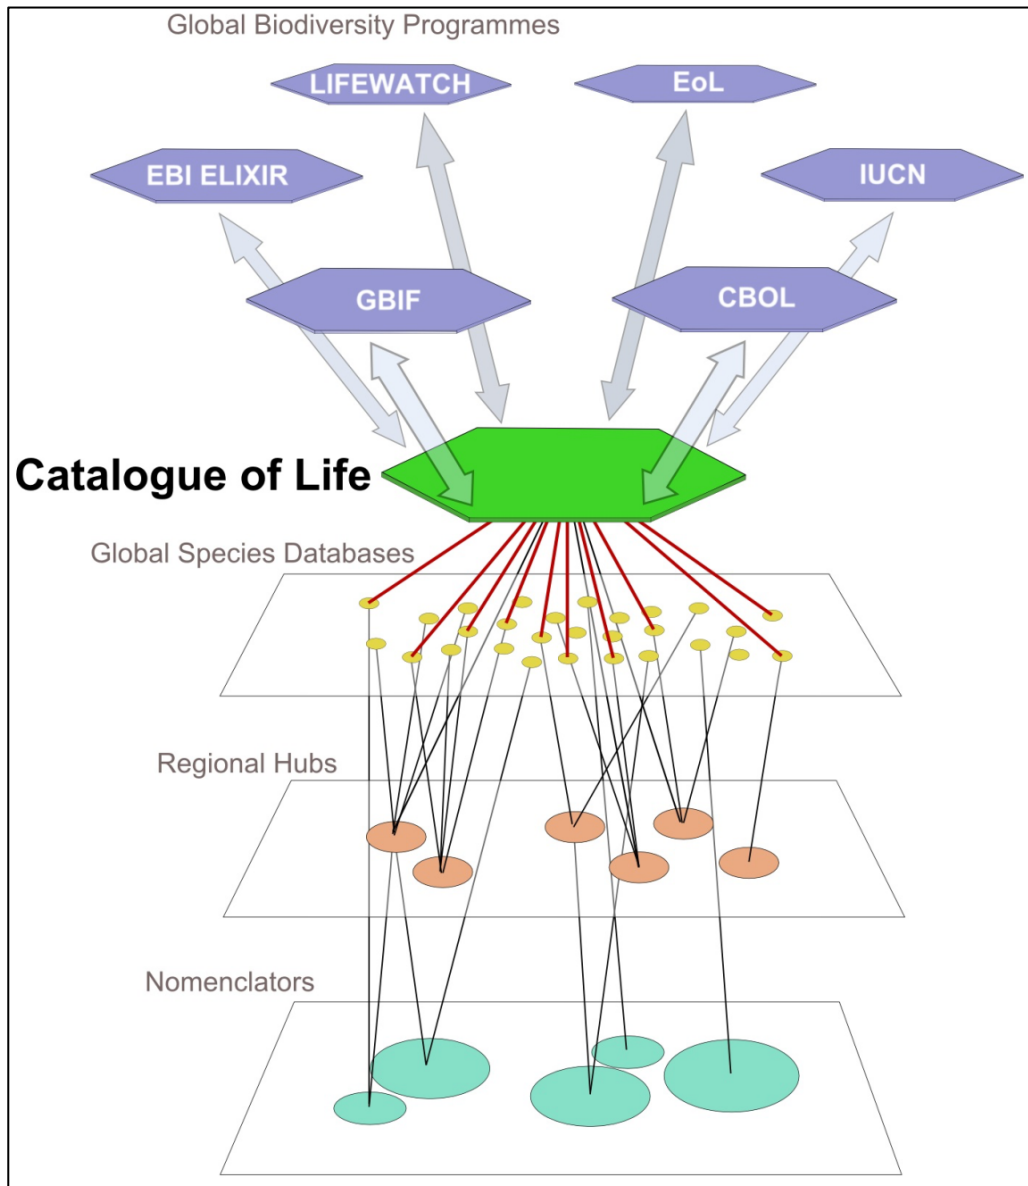 Global Biodiversity Programmes
LIFEWATCH
EoL
EBI ELIXIR
IUCN
GBIF
CBOL
Catalogue of Life
Global Species Databases
Regional Hubs
Nomenclators